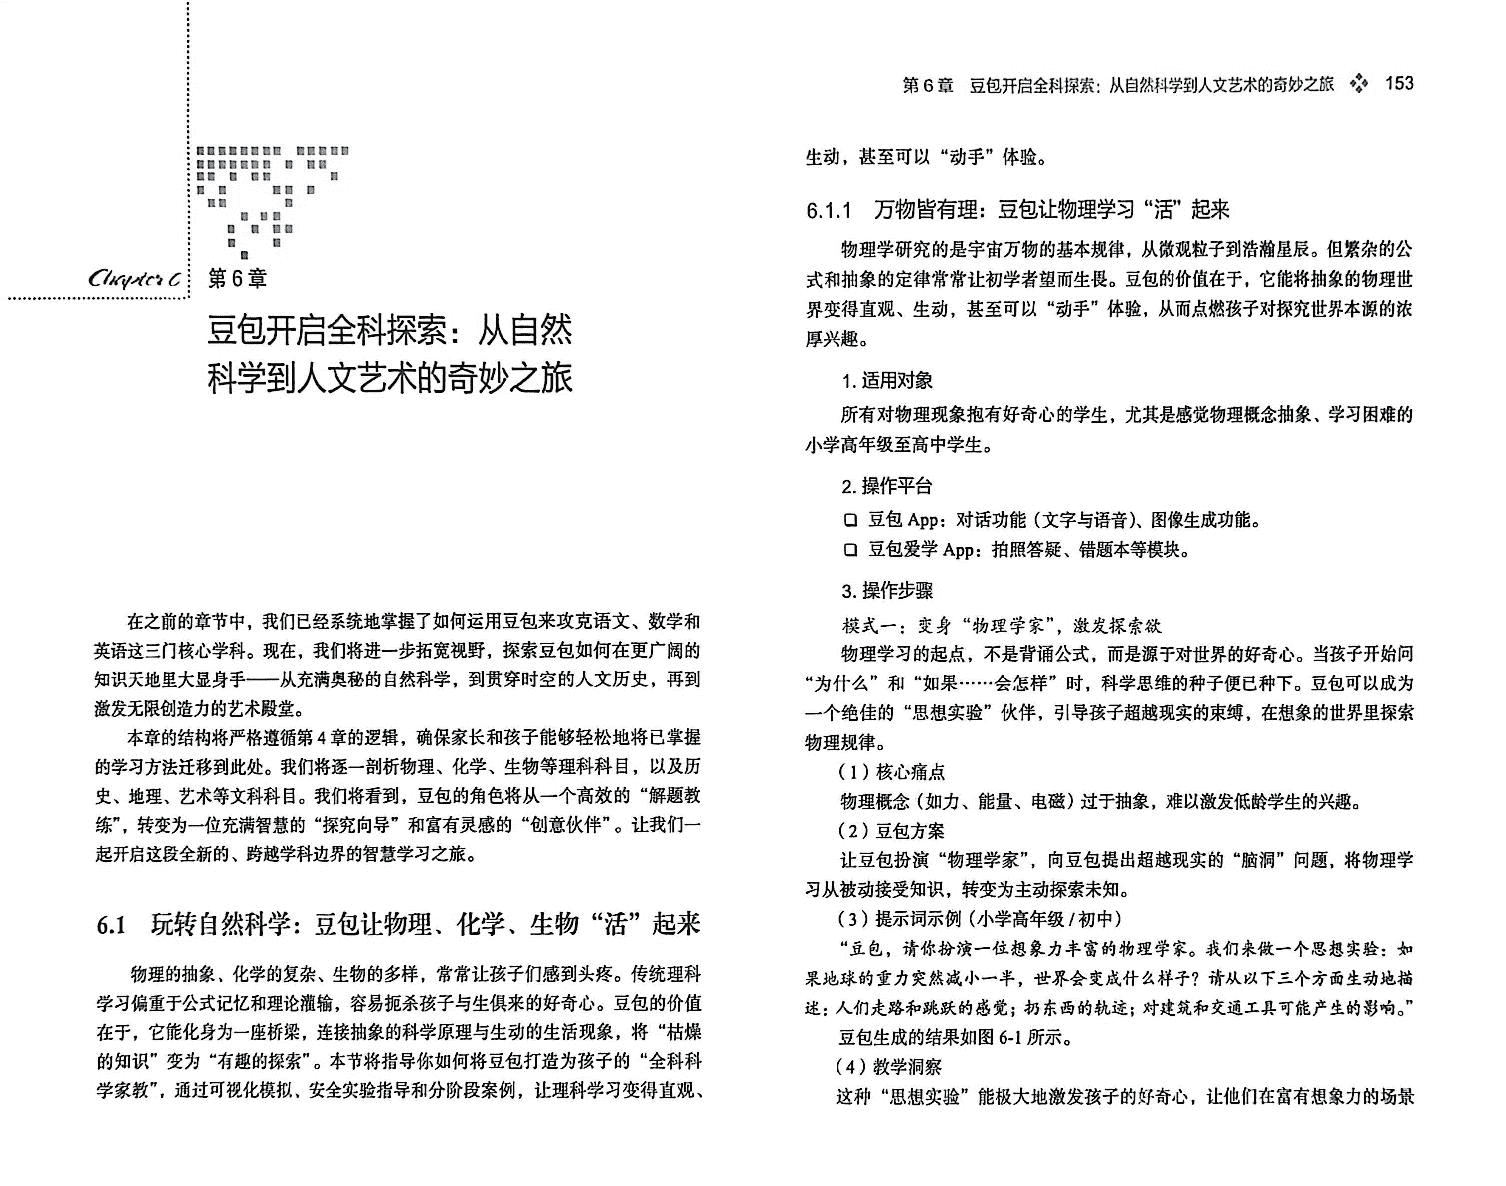 Chapter 6
第 6 章
豆包开启全科探索：从自然
科学到人文艺术的奇妙之旅
在之前的章节中，我们已经系统地掌握了如何运用豆包来攻克语文、数学和
英语这三门核心学科。现在，我们将进一步拓宽视野，探索豆包如何在更广阔的
知识天地里大显身手——从充满奥秘的自然科学，到贯穿时空的人文历史，再到
激发无限创造力的艺术殿堂。
本章的结构将严格遵循第 4 章的逻辑，确保家长和孩子能够轻松地将已掌握
的学习方法迁移到此处。我们将逐一剖析物理、化学、生物等理科科目，以及历
史、地理、艺术等文科科目。我们将看到，豆包的角色将从一个高效的“解题教
练”，转变为一位充满智慧的“探究向导”和富有灵感的“创意伙伴”。让我们一
起开启这段全新的、跨越学科边界的智慧学习之旅。
6.1 玩转自然科学：豆包让物理、化学、生物“活”起来
物理的抽象、化学的复杂、生物的多样，常常让孩子们感到头疼。传统理科
学习偏重于公式记忆和理论灌输，容易扼杀孩子与生俱来的好奇心。豆包的价值
在于，它能化身为一座桥梁，连接抽象的科学原理与生动的生活现象，将“枯燥
的知识”变为“有趣的探索”。本节将指导你如何将豆包打造为孩子的“全科科
学家教”，通过可视化模拟、安全实验指导和分阶段案例，让理科学习变得直观、
第 6 章 豆包开启全科探索：从自然科学到人文艺术的奇妙之旅 153
生动，甚至可以“动手”体验。
6.1.1 万物皆有理：豆包让物理学习“活”起来
物理学研究的是宇宙万物的基本规律，从微观粒子到浩瀚星辰。但繁杂的公
式和抽象的定律常常让初学者望而生畏。豆包的价值在于，它能将抽象的物理世
界变得直观、生动，甚至可以“动手”体验，从而点燃孩子对探究世界本源的浓
厚兴趣。
1. 适用对象
所有对物理现象抱有好奇心的学生，尤其是感觉物理概念抽象、学习困难的
小学高年级至高中学生。
2. 操作平台
❏ 豆包 App：对话功能（文字与语音）、图像生成功能。
❏ 豆包爱学 App：拍照答疑、错题本等模块。
3. 操作步骤
模式一：变身“物理学家”，激发探索欲
物理学习的起点，不是背诵公式，而是源于对世界的好奇心。当孩子开始问
“为什么”和“如果……会怎样”时，科学思维的种子便已种下。豆包可以成为
一个绝佳的“思想实验”伙伴，引导孩子超越现实的束缚，在想象的世界里探索
物理规律。
（1）核心痛点
物理概念（如力、能量、电磁）过于抽象，难以激发低龄学生的兴趣。
（2）豆包方案
让豆包扮演“物理学家”，向豆包提出超越现实的“脑洞”问题，将物理学
习从被动接受知识，转变为主动探索未知。
（3）提示词示例（小学高年级 / 初中）
“豆包，请你扮演一位想象力丰富的物理学家。我们来做一个思想实验：如
果地球的重力突然减小一半，世界会变成什么样子？请从以下三个方面生动地描
述：人们走路和跳跃的感觉；扔东西的轨迹；对建筑和交通工具可能产生的影响。”
豆包生成的结果如图 6-1 所示。
（4）教学洞察
这种“思想实验”能极大地激发孩子的好奇心，让他们在富有想象力的场景